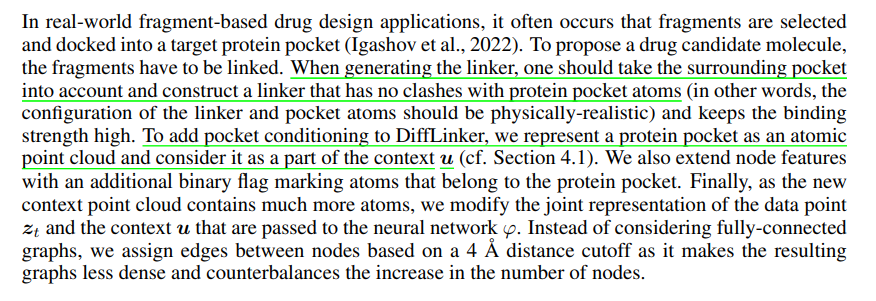 In real-world fragment-based drug design applications, it often occurs that fragments are selected
and docked into a target protein pocket (Igashov et al., 2022). To propose a drug candidate molecule,
the fragments have to be linked. When generating the linker, one should take the surrounding pocket
into account and construct a linker that has no clashes with protein pocket atoms (in other words, the
configuration of the linker and pocket atoms should be physically-realistic) and keeps the binding
strength high. To add pocket conditioning to DiffLinker, we represent a protein pocket as an atomic
point cloud and consider it as a part of the context u (cf. Section 4.1). We also extend node features
with an additional binary flag marking atoms that belong to the protein pocket. Finally, as the new
context point cloud contains much more atoms, we modify the joint representation of the data point
zₜ and the context u that are passed to the neural network φ. Instead of considering fully-connected
graphs, we assign edges between nodes based on a 4 Å distance cutoff as it makes the resulting
graphs less dense and counterbalances the increase in the number of nodes.